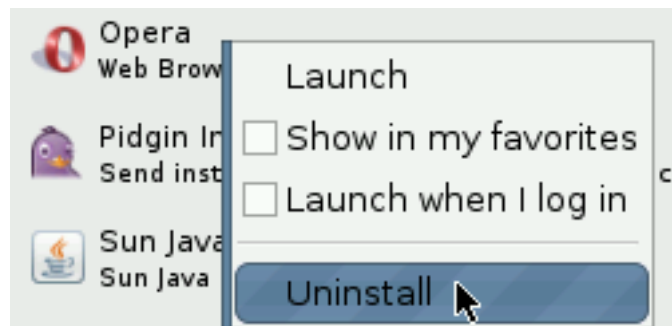 Opera
Web Brow
Launch
Show in my favorites
Pidgin In
Send inst
Launch when I log in
c
Sun Java
Sun Java
Uninstall